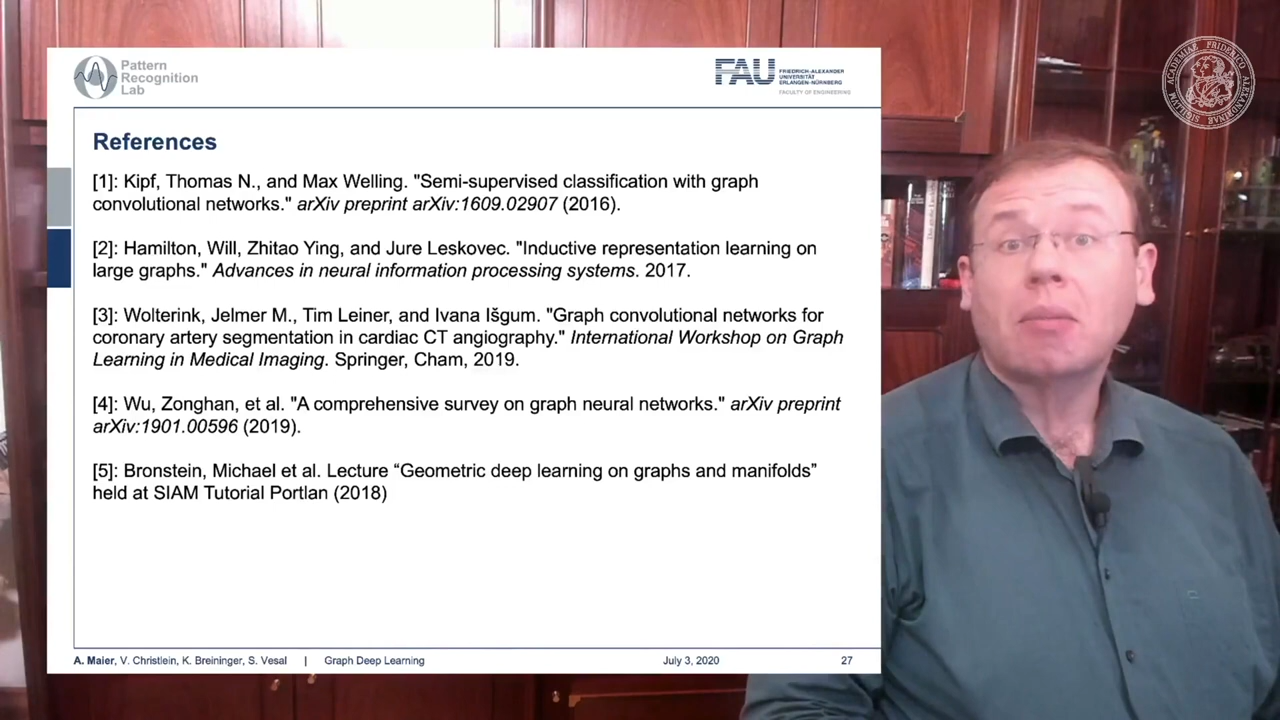 Pattern
Recognition
Lab
FAU
FRIEDRICH-ALEXANDER
UNIVERSITÄT
ERLANGEN-NÜRNBERG
FACULTY OF ENGINEERING
References
[1]: Kipf, Thomas N., and Max Welling. "Semi-supervised classification with graph
convolutional networks." arXiv preprint arXiv:1609.02907 (2016).
[2]: Hamilton, Will, Zhitao Ying, and Jure Leskovec. "Inductive representation learning on
large graphs." Advances in neural information processing systems. 2017.
[3]: Wolterink, Jelmer M., Tim Leiner, and Ivana Išgum. "Graph convolutional networks for
coronary artery segmentation in cardiac CT angiography." International Workshop on Graph
Learning in Medical Imaging. Springer, Cham, 2019.
[4]: Wu, Zonghan, et al. "A comprehensive survey on graph neural networks." arXiv preprint
arXiv:1901.00596 (2019).
[5]: Bronstein, Michael et al. Lecture “Geometric deep learning on graphs and manifolds”
held at SIAM Tutorial Portlan (2018)
A. Maier, V. Christlein, K. Breininger, S. Vesal | Graph Deep Learning July 3, 2020 27
ACADEMIAE FRIDERICO ALEXANDRINAE SIGILLUM